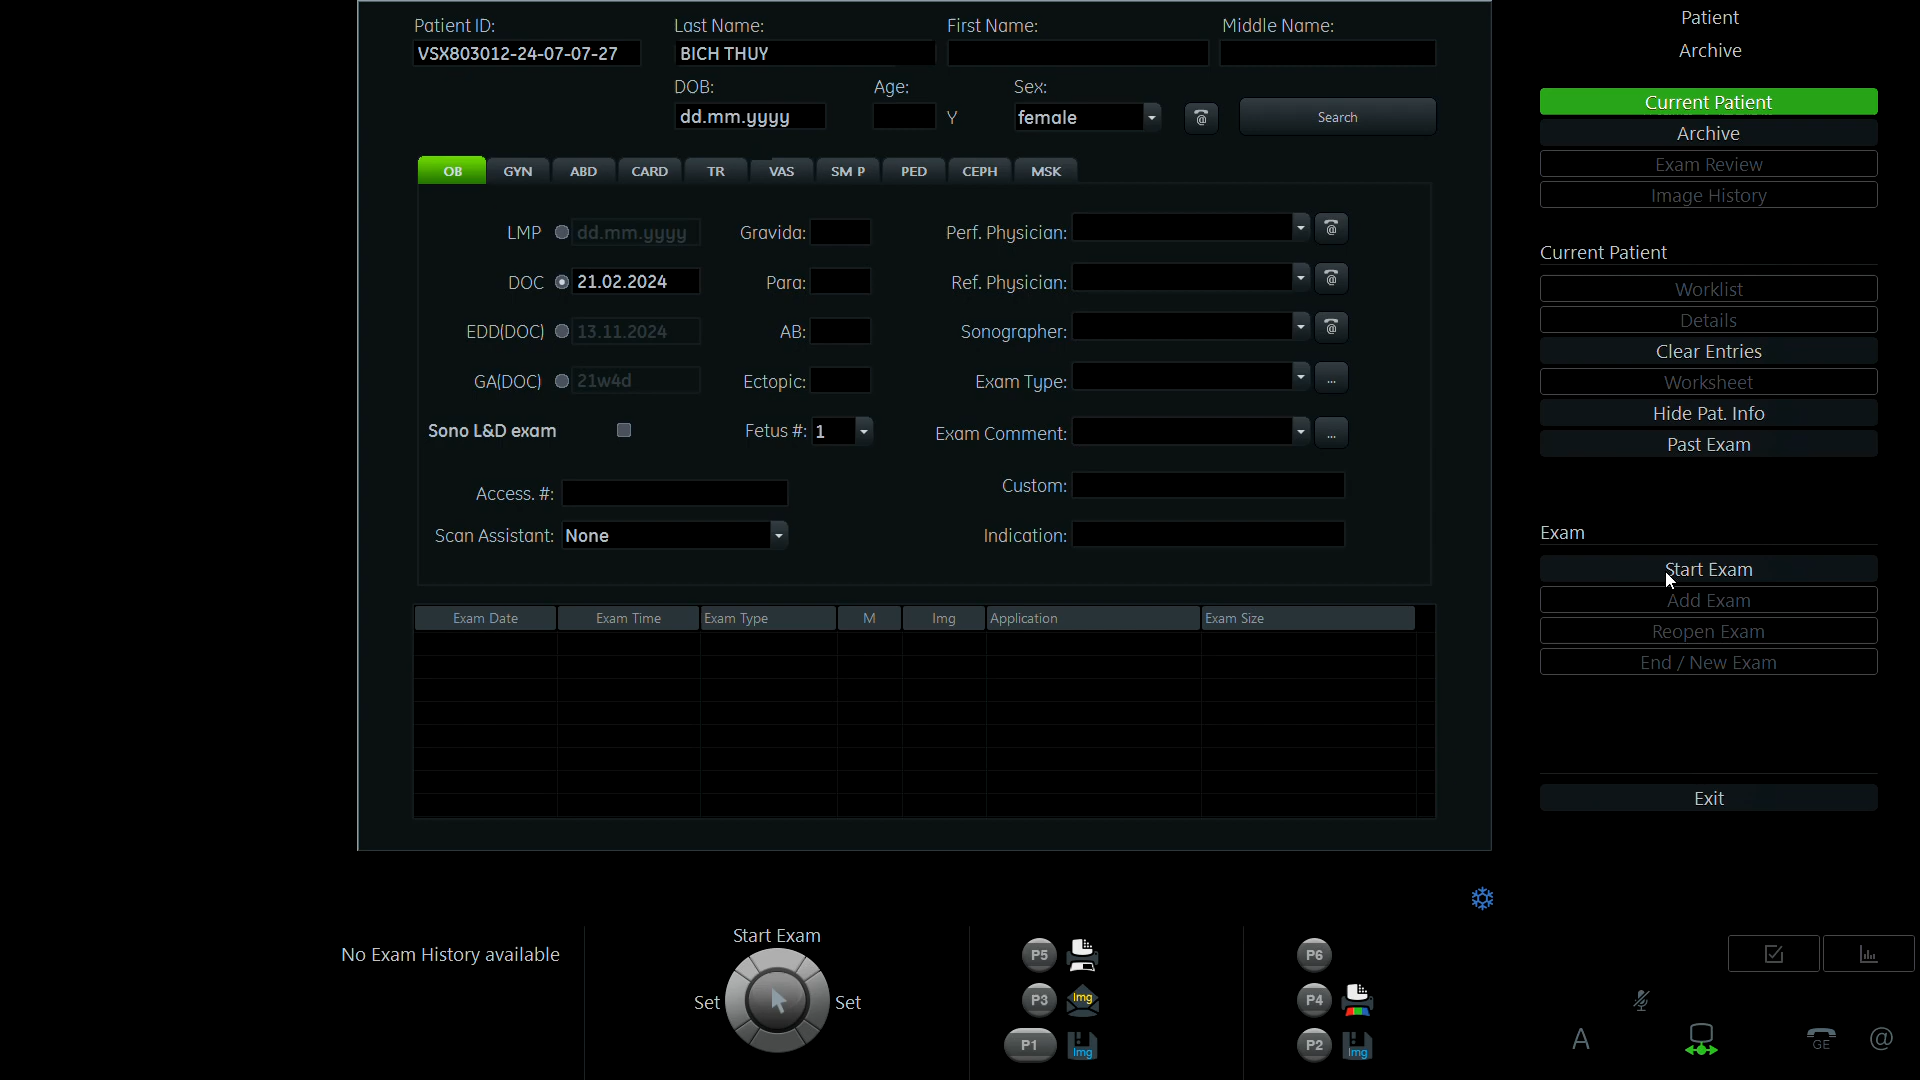 Patient ID: Last Name: First Name: Middle Name:
VSX803012-24-07-07-27 BICH THUY
DOB: Age: Sex:
dd.mm.yyyy Y female @ Search
OB GYN ABD CARD TR VAS SM P PED CEPH MSK
LMP dd.mm.yyyy Gravida: Perf. Physician: @
DOC 21.02.2024 Para: Ref. Physician: @
EDD(DOC) 13.11.2024 AB: Sonographer: @
GA(DOC) 21w4d Ectopic: Exam Type: ...
Sono L&D exam Fetus #: 1 Exam Comment: ...
Access. #: Custom:
Scan Assistant: None Indication:
Exam Date Exam Time Exam Type M Img Application Exam Size
Patient
Archive
Current Patient
Archive
Exam Review
Image History
Current Patient
Worklist
Details
Clear Entries
Worksheet
Hide Pat. Info
Past Exam
Exam
Start Exam
Add Exam
Reopen Exam
End / New Exam
Exit
No Exam History available
Start Exam
Set Set
P5
P3 Img
P1 Img
P6
P4
P2 Img
A GE @